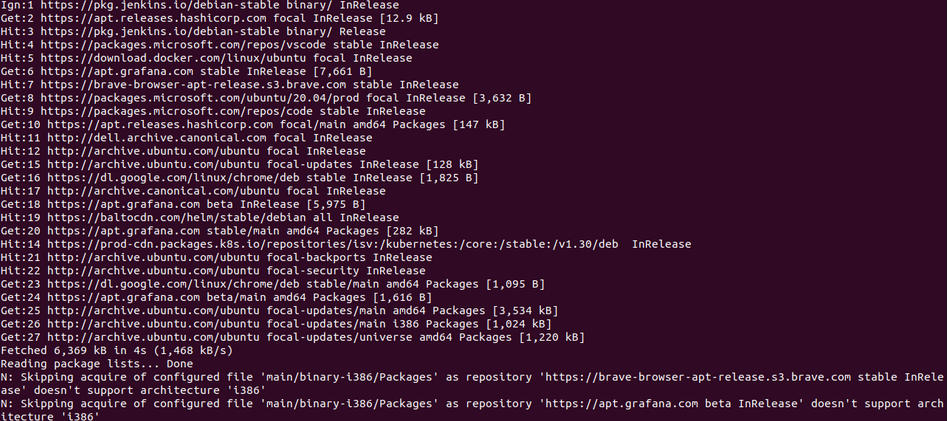 Ign:1 https://pkg.jenkins.io/debian-stable binary/ InRelease
Get:2 https://apt.releases.hashicorp.com focal InRelease [12.9 kB]
Hit:3 https://pkg.jenkins.io/debian-stable binary/ Release
Hit:4 https://packages.microsoft.com/repos/vscode stable InRelease
Hit:5 https://download.docker.com/linux/ubuntu focal InRelease
Get:6 https://apt.grafana.com stable InRelease [7,661 B]
Hit:7 https://brave-browser-apt-release.s3.brave.com stable InRelease
Get:8 https://packages.microsoft.com/ubuntu/20.04/prod focal InRelease [3,632 B]
Hit:9 https://packages.microsoft.com/repos/code stable InRelease
Get:10 https://apt.releases.hashicorp.com focal/main amd64 Packages [147 kB]
Hit:11 http://dell.archive.canonical.com focal InRelease
Hit:12 http://archive.ubuntu.com/ubuntu focal InRelease
Get:15 http://archive.ubuntu.com/ubuntu focal-updates InRelease [128 kB]
Get:16 https://dl.google.com/linux/chrome/deb stable InRelease [1,825 B]
Hit:17 http://archive.canonical.com/ubuntu focal InRelease
Get:18 https://apt.grafana.com beta InRelease [5,975 B]
Hit:19 https://baltocdn.com/helm/stable/debian all InRelease
Get:20 https://apt.grafana.com stable/main amd64 Packages [282 kB]
Hit:14 https://prod-cdn.packages.k8s.io/repositories/isv:/kubernetes:/core:/stable:/v1.30/deb  InRelease
Hit:21 http://archive.ubuntu.com/ubuntu focal-backports InRelease
Hit:22 http://archive.ubuntu.com/ubuntu focal-security InRelease
Get:23 https://dl.google.com/linux/chrome/deb stable/main amd64 Packages [1,095 B]
Get:24 https://apt.grafana.com beta/main amd64 Packages [1,616 B]
Get:25 http://archive.ubuntu.com/ubuntu focal-updates/main amd64 Packages [3,534 kB]
Get:26 http://archive.ubuntu.com/ubuntu focal-updates/main i386 Packages [1,024 kB]
Get:27 http://archive.ubuntu.com/ubuntu focal-updates/universe amd64 Packages [1,220 kB]
Fetched 6,369 kB in 4s (1,468 kB/s)
Reading package lists... Done
N: Skipping acquire of configured file 'main/binary-i386/Packages' as repository 'https://brave-browser-apt-release.s3.brave.com stable InRele
ase' doesn't support architecture 'i386'
N: Skipping acquire of configured file 'main/binary-i386/Packages' as repository 'https://apt.grafana.com beta InRelease' doesn't support arch
itecture 'i386'